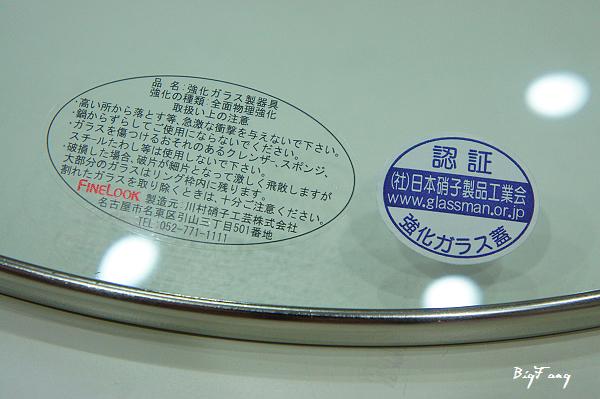 品 名:強化ガラス製器具
強化の種類:全面物理強化
取扱い上の注意
・高い所から落とす等、急激な衝撃を与えないで下さい。
・鍋からずらしてご使用にならないでください。
・ガラスを傷つけるおそれのあるクレンザー、スポンジ、
スチールたわし等は使用しないで下さい。
・破損した場合、破片が細片となって激しく飛散しますが
大部分のガラスはリング枠内に残ります。
割れたガラスを取り除くときは、十分ご注意ください。
FINELOOK 製造元:川村硝子工芸株式会社
名古屋市名東区引山三丁目501番地
TEL:052-771-1111
認証
(社)日本硝子製品工業会
www.glassman.or.jp
強化ガラス蓋
BigFang